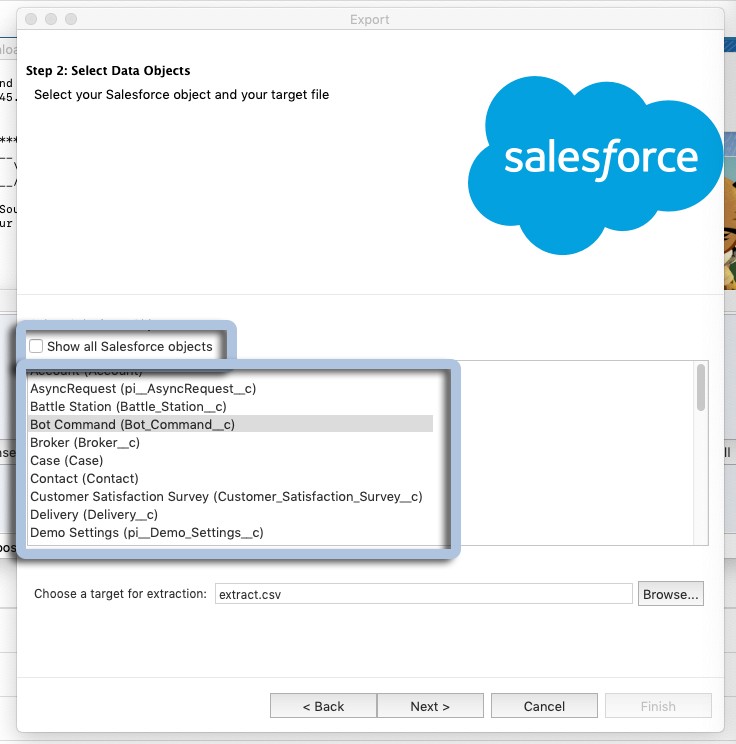 Export
Step 2: Select Data Objects
Select your Salesforce object and your target file
salesforce
Show all Salesforce objects
Account (Account)
AsyncRequest (pi__AsyncRequest__c)
Battle Station (Battle_Station__c)
Bot Command (Bot_Command__c)
Broker (Broker__c)
Case (Case)
Contact (Contact)
Customer Satisfaction Survey (Customer_Satisfaction_Survey__c)
Delivery (Delivery__c)
Demo Settings (pi__Demo_Settings__c)
Choose a target for extraction: extract.csv Browse...
< Back Next > Cancel Finish